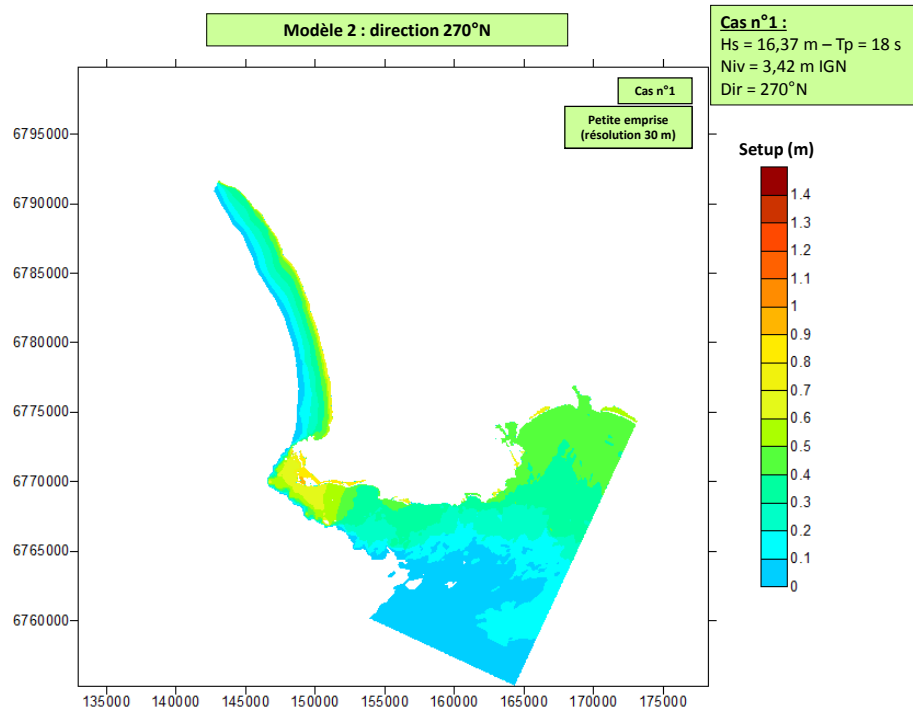 Modèle 2 : direction 270°N
Cas n°1 :
Hs = 16,37 m – Tp = 18 s
Niv = 3,42 m IGN
Dir = 270°N
Cas n°1
Petite emprise
(résolution 30 m)
Setup (m)
1.4
1.3
1.2
1.1
1
0.9
0.8
0.7
0.6
0.5
0.4
0.3
0.2
0.1
0
6795000
6790000
6785000
6780000
6775000
6770000
6765000
6760000
135000 140000 145000 150000 155000 160000 165000 170000 175000